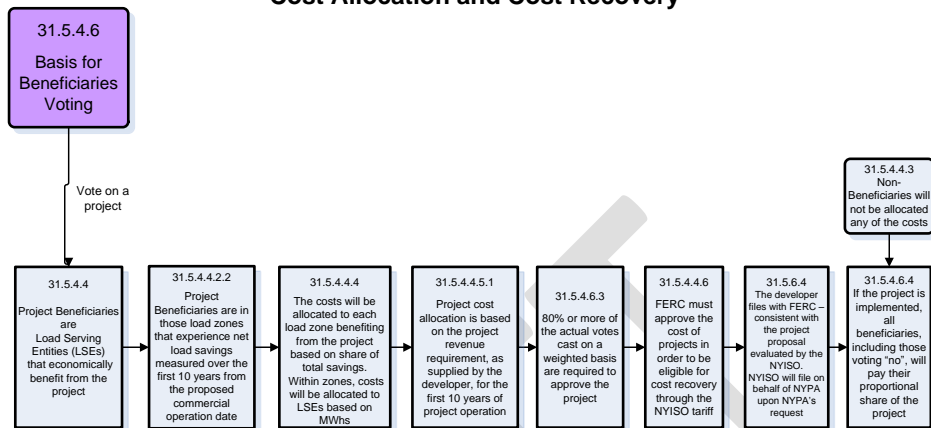 Cost Allocation and Cost Recovery
31.5.4.6
Basis for
Beneficiaries
Voting
Vote on a
project
31.5.4.4.3
Non-
Beneficiaries will
not be allocated
any of the costs
31.5.4.4
Project Beneficiaries
are
Load Serving
Entities (LSEs)
that economically
benefit from the
project
31.5.4.4.2.2
Project
Beneficiaries are in
those load zones
that experience net
load savings
measured over the
first 10 years from
the proposed
commercial
operation date
31.5.4.4.4
The costs will be
allocated to each
load zone benefiting
from the project
based on share of
total savings.
Within zones, costs
will be allocated to
LSEs based on
MWhs
31.5.4.4.5.1
Project cost
allocation is based
on the project
revenue
requirement, as
supplied by the
developer, for the
first 10 years of
project operation
31.5.4.6.3
80% or more of
the actual votes
cast on a
weighted basis
are required to
approve the
project
31.5.4.4.6
FERC must
approve the
cost of
projects in
order to be
eligible for
cost recovery
through the
NYISO tariff
31.5.6.4
The developer
files with FERC –
consistent with
the project
proposal
evaluated by the
NYISO.
NYISO will file on
behalf of NYPA
upon NYPA's
request
31.5.4.6.4
If the project is
implemented,
all
beneficiaries,
including those
voting “no”, will
pay their
proportional
share of the
project